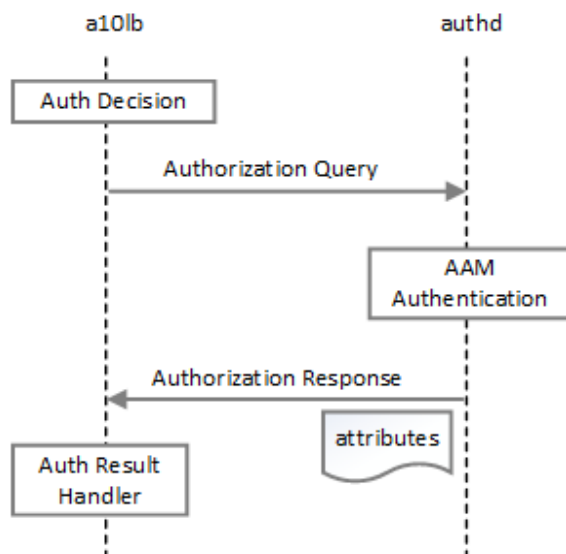 a10lb
authd
Auth Decision
Authorization Query
AAM
Authentication
Authorization Response
attributes
Auth Result
Handler